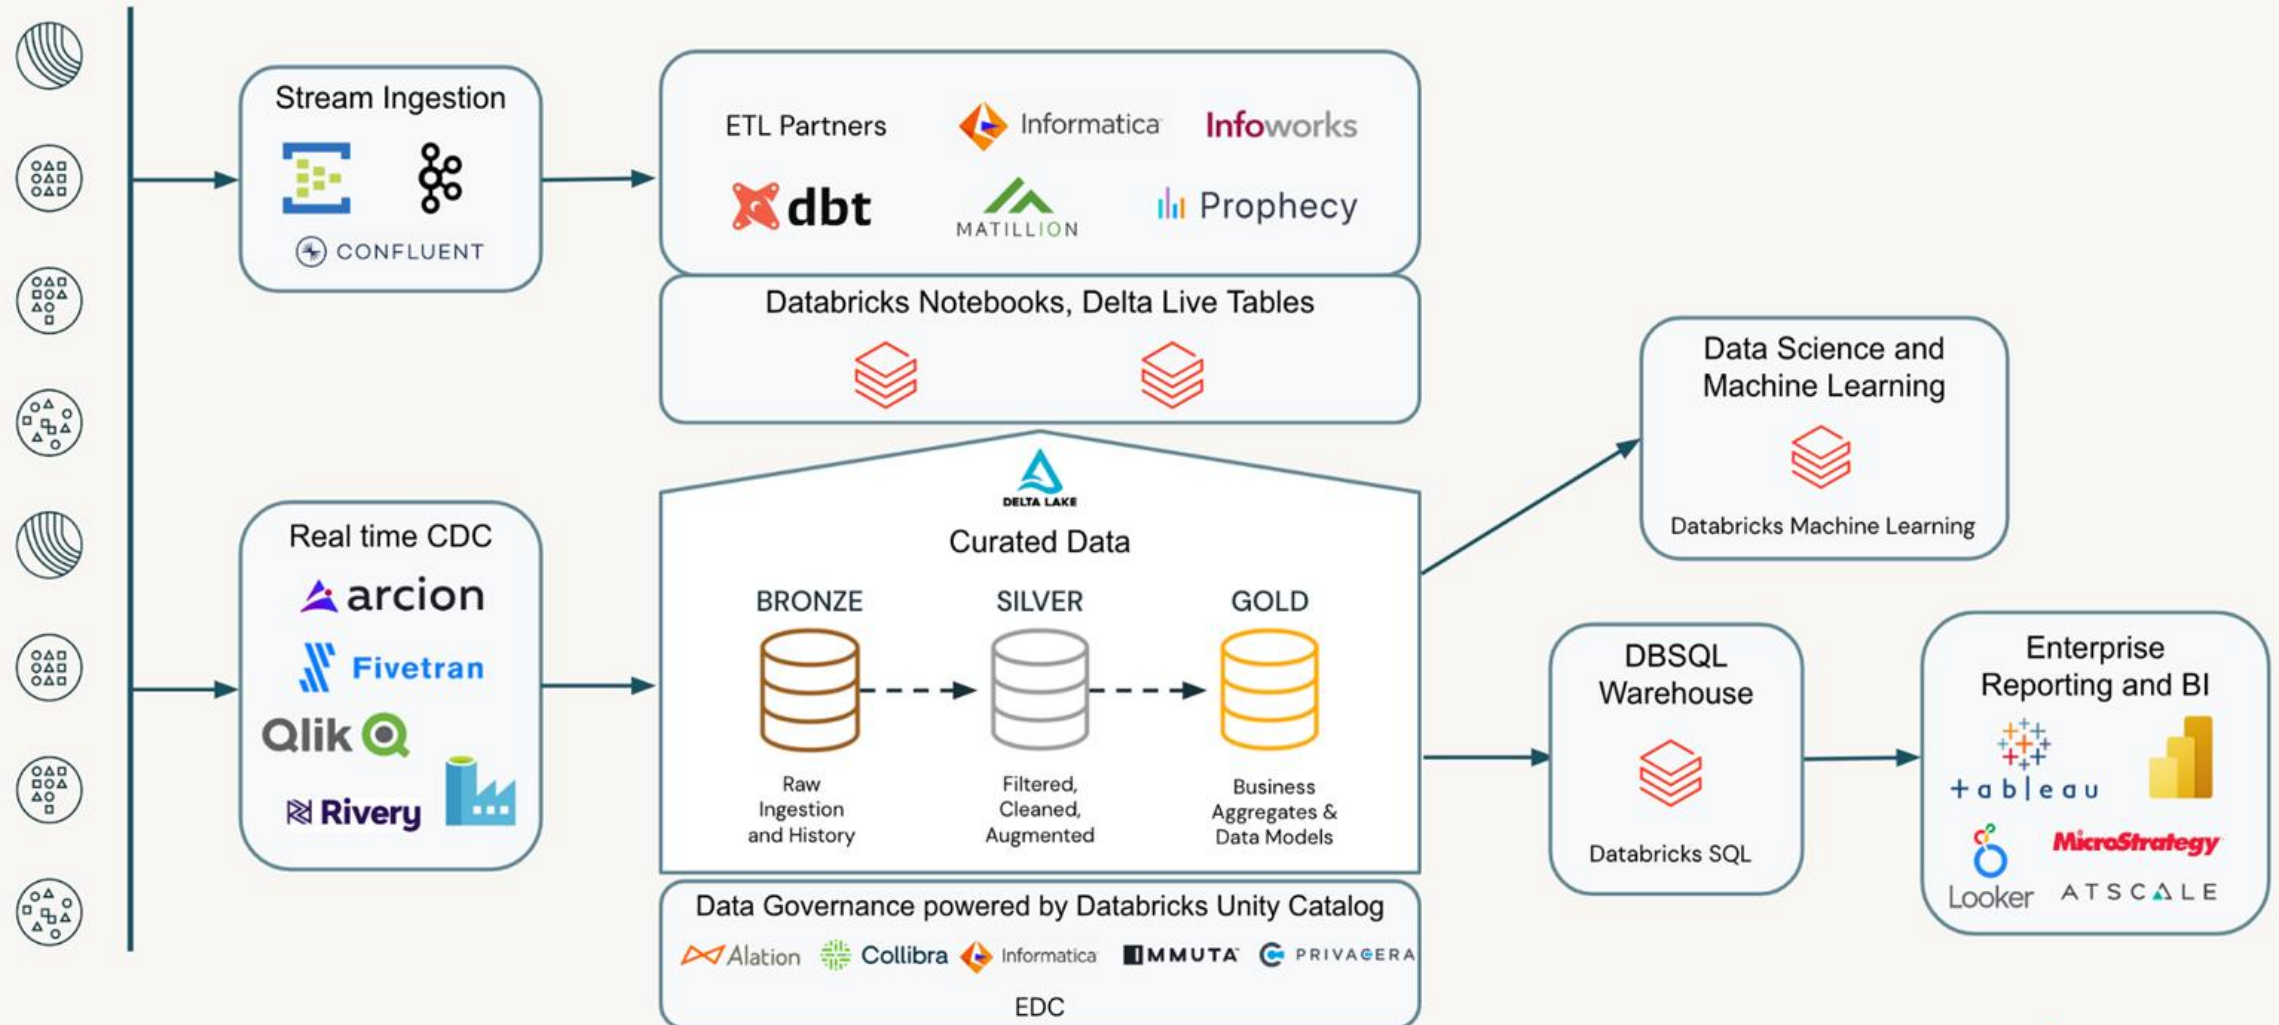 Stream Ingestion
CONFLUENT
ETL Partners
Informatica
Infoworks
dbt
MATILLION
Prophecy
Databricks Notebooks, Delta Live Tables
Real time CDC
arcion
Fivetran
Qlik
Rivery
DELTA LAKE
Curated Data
BRONZE
SILVER
GOLD
Raw
Ingestion
and History
Filtered,
Cleaned,
Augmented
Business
Aggregates &
Data Models
Data Governance powered by Databricks Unity Catalog
Alation
Collibra
Informatica
IMMUTA
PRIVACERA
EDC
Data Science and
Machine Learning
Databricks Machine Learning
DBSQL
Warehouse
Databricks SQL
Enterprise
Reporting and BI
+ableau
Looker
MicroStrategy
ATSCALE